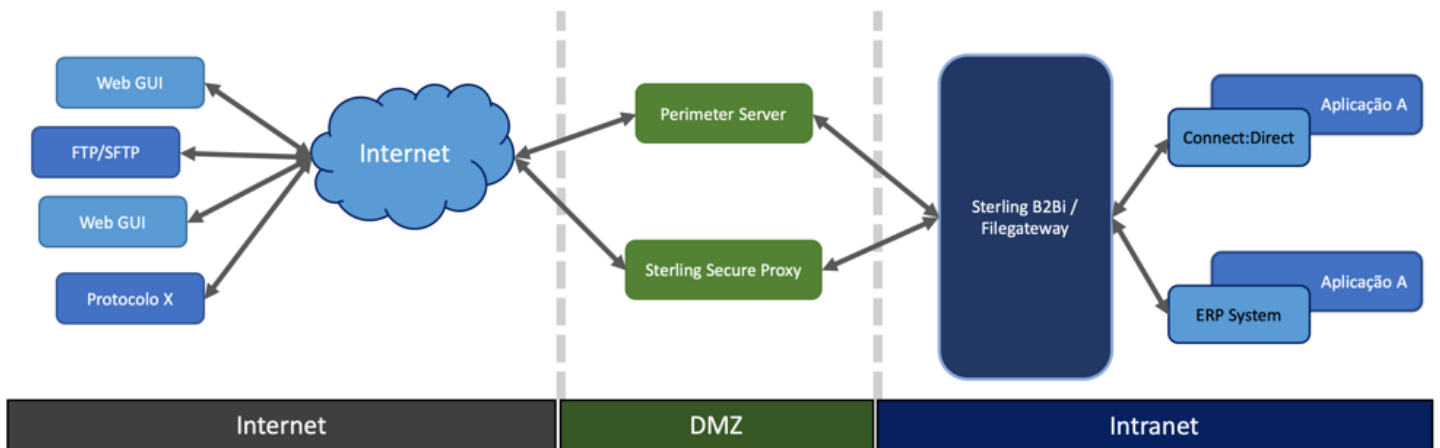 Web GUI
FTP/SFTP
Web GUI
Protocolo X
Internet
Perimeter Server
Sterling Secure Proxy
Sterling B2Bi /
Filegateway
Aplicação A
Connect:Direct
Aplicação A
ERP System
Internet
DMZ
Intranet